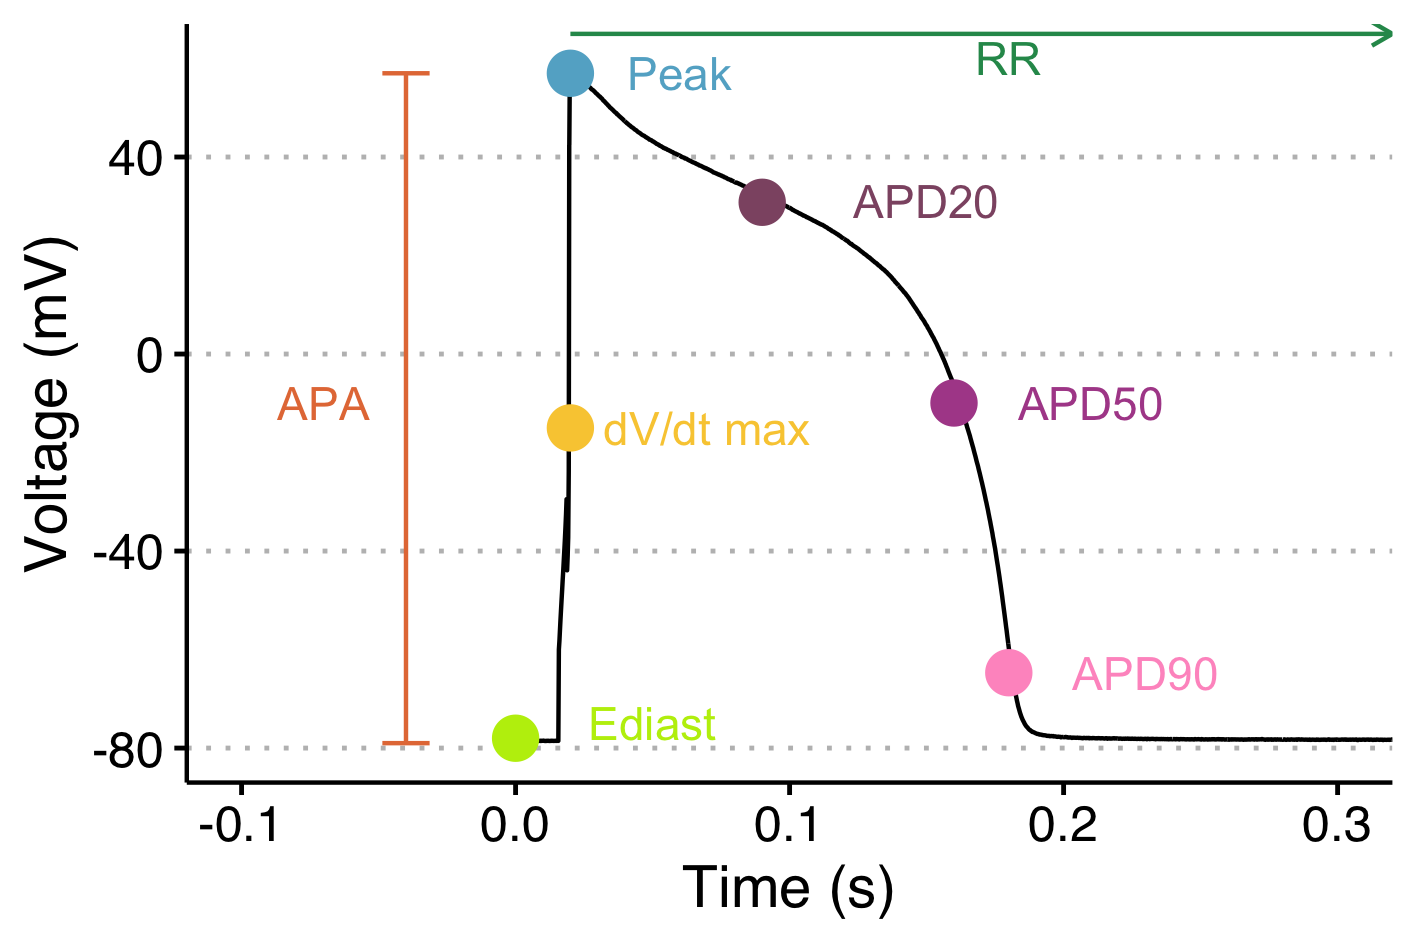 RR
Peak
40
APD20
0
APA
APD50
dV/dt max
-40
APD90
Ediast
-80
-0.1 0.0 0.1 0.2 0.3
Time (s)
Voltage (mV)